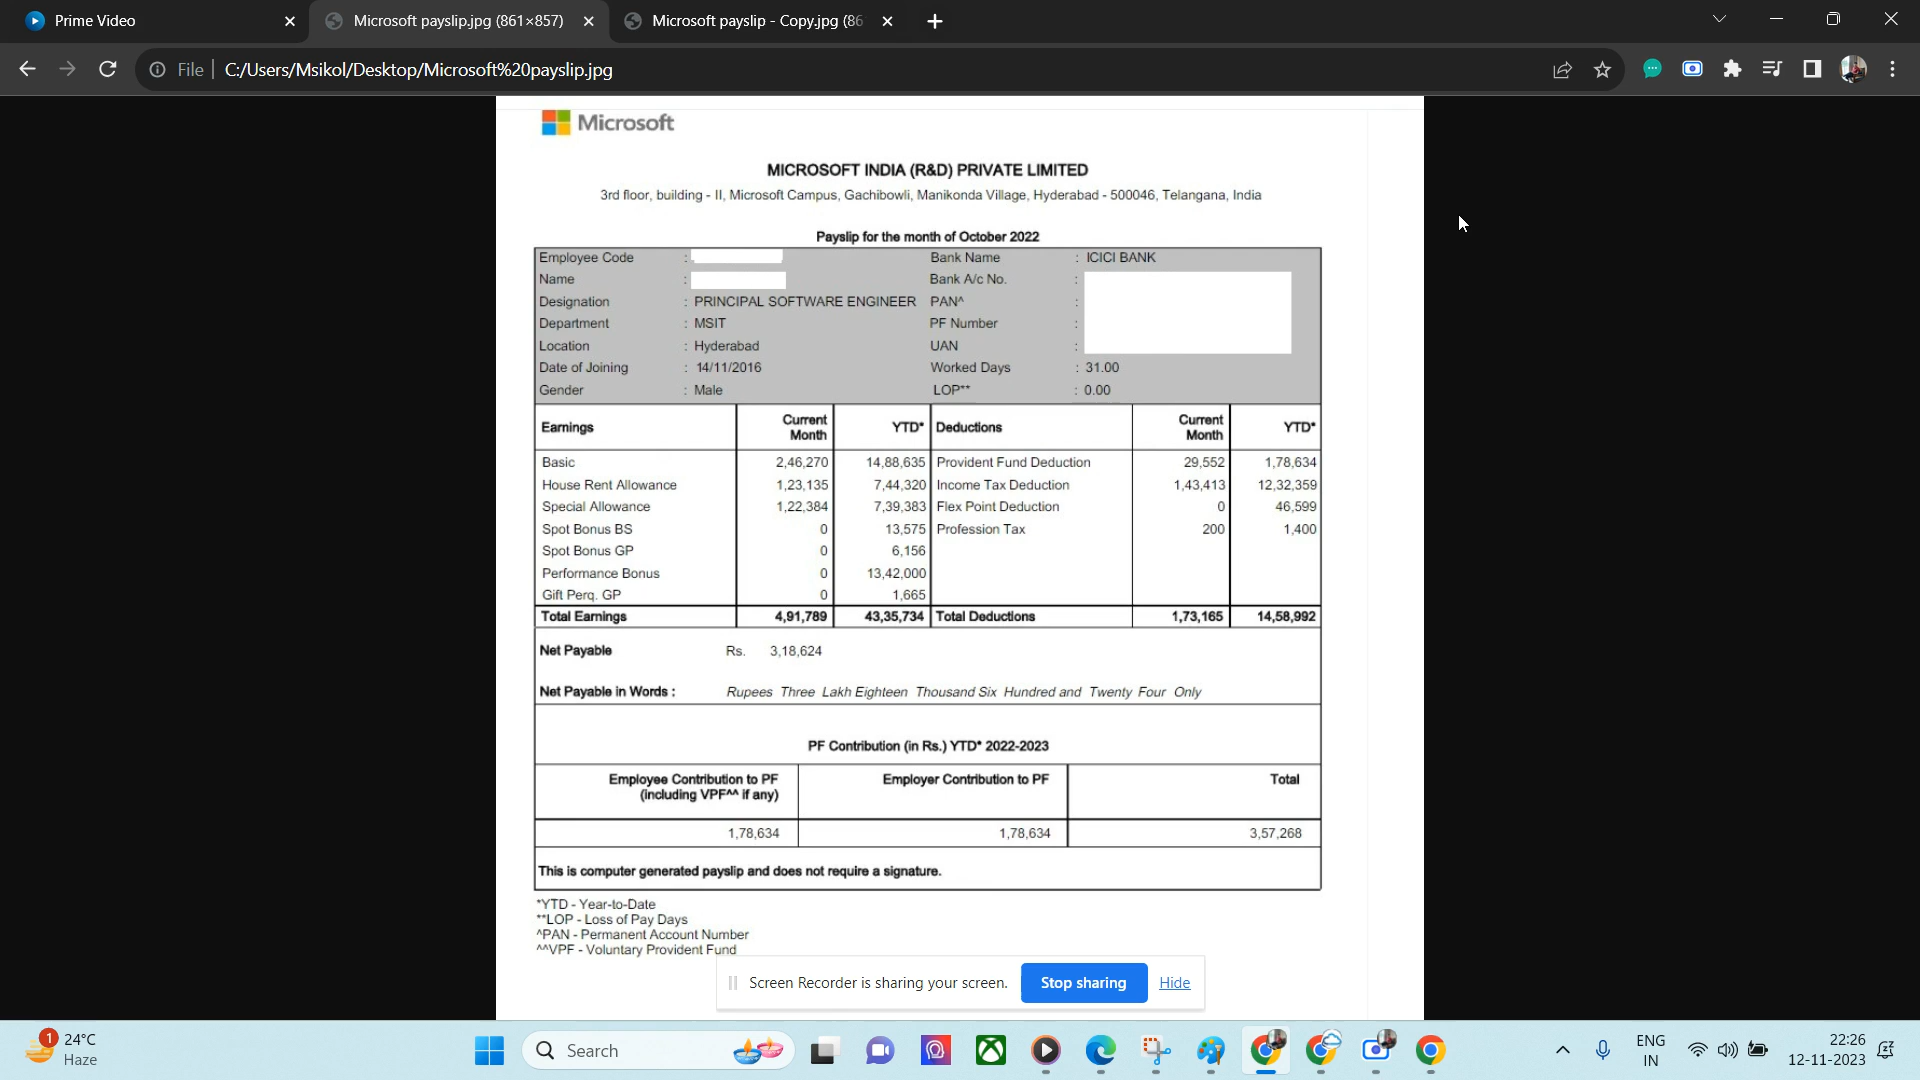 Prime Video
Microsoft payslip.jpg (861×857)
Microsoft payslip - Copy.jpg (86
File
C:/Users/Msikol/Desktop/Microsoft%20payslip.jpg
Microsoft
MICROSOFT INDIA (R&D) PRIVATE LIMITED
3rd floor, building - II, Microsoft Campus, Gachibowli, Manikonda Village, Hyderabad - 500046, Telangana, India
Payslip for the month of October 2022
Employee Code : Bank Name : ICICI BANK
Name : Bank A/c No. :
Designation : PRINCIPAL SOFTWARE ENGINEER PAN^ :
Department : MSIT PF Number :
Location : Hyderabad UAN :
Date of Joining : 14/11/2016 Worked Days : 31.00
Gender : Male LOP** : 0.00
Earnings Current Month YTD* Deductions Current Month YTD*
Basic 2,46,270 14,88,635 Provident Fund Deduction 29,552 1,78,634
House Rent Allowance 1,23,135 7,44,320 Income Tax Deduction 1,43,413 12,32,359
Special Allowance 1,22,384 7,39,383 Flex Point Deduction 0 46,599
Spot Bonus BS 0 13,575 Profession Tax 200 1,400
Spot Bonus GP 0 6,156
Performance Bonus 0 13,42,000
Gift Perq. GP 0 1,665
Total Earnings 4,91,789 43,35,734 Total Deductions 1,73,165 14,58,992
Net Payable Rs. 3,18,624
Net Payable in Words : Rupees Three Lakh Eighteen Thousand Six Hundred and Twenty Four Only
PF Contribution (in Rs.) YTD* 2022-2023
Employee Contribution to PF Employer Contribution to PF Total
(including VPF^^ if any)
1,78,634 1,78,634 3,57,268
This is computer generated payslip and does not require a signature.
*YTD - Year-to-Date
**LOP - Loss of Pay Days
^PAN - Permanent Account Number
^^VPF - Voluntary Provident Fund
Screen Recorder is sharing your screen. Stop sharing Hide
1 24°C
Haze
Search
ENG
IN
22:26
12-11-2023